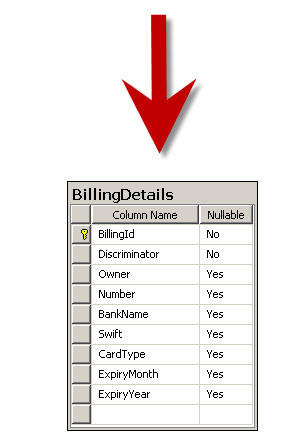 BillingDetails
Column Name Nullable
BillingId No
Discriminator No
Owner Yes
Number Yes
BankName Yes
Swift Yes
CardType Yes
ExpiryMonth Yes
ExpiryYear Yes